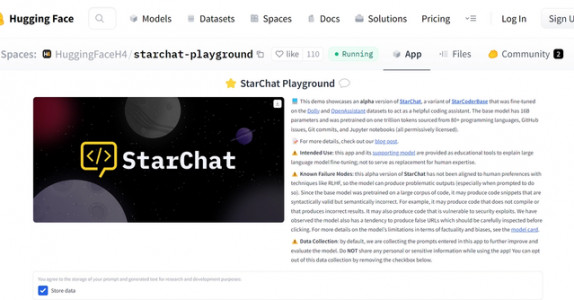 Hugging Face
Models
Datasets
Spaces
Docs
Solutions
Pricing
Log In
Sign U
Spaces: HuggingFaceH4/starchat-playground
like 110
Running
App
Files
Community 2
StarChat Playground
StarChat
This demo showcases an alpha version of StarChat, a variant of StarCoderBase that was fine-tuned
on the Dolly and OpenAssistant datasets to act as a helpful coding assistant. The base model has 16B
parameters and was pretrained on one trillion tokens sourced from 80+ programming languages, GitHub
issues, Git commits, and Jupyter notebooks (all permissively licensed).
For more details, check out our blog post.
Intended Use: this app and its supporting model are provided as educational tools to explain large
language model fine-tuning; not to serve as replacement for human expertise.
Known Failure Modes: this alpha version of StarChat has not been aligned to human preferences with
techniques like RLHF, so the model can produce problematic outputs (especially when prompted to do
so). Since the base model was pretrained on a large corpus of code, it may produce code snippets that are
syntactically valid but semantically incorrect. For example, it may produce code that does not compile or
that produces incorrect results. It may also produce code that is vulnerable to security exploits. We have
observed the model also has a tendency to produce false URLs which should be carefully inspected before
clicking. For more details on the model's limitations in terms of factuality and biases, see the model card.
Data Collection: by default, we are collecting the prompts entered in this app to further improve and
evaluate the model. Do NOT share any personal or sensitive information while using the app! You can opt
out of this data collection by removing the checkbox below.
You agree to the storage of your prompt and generated text for research and development purposes:
Store data